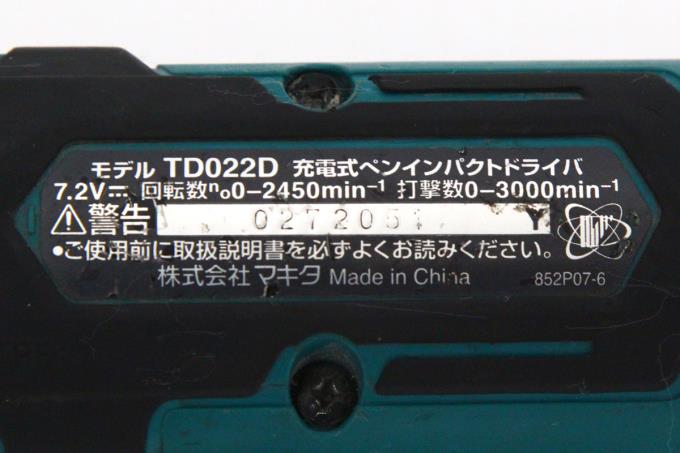 モデル TD022D 充電式ペンインパクトドライバ
7.2V⎓ 回転数n₀0-2450min⁻¹ 打撃数0-3000min⁻¹
⚠警告 0272051 Y
●ご使用前に取扱説明書を必ずよくお読みください。
株式会社マキタ Made in China 852P07-6